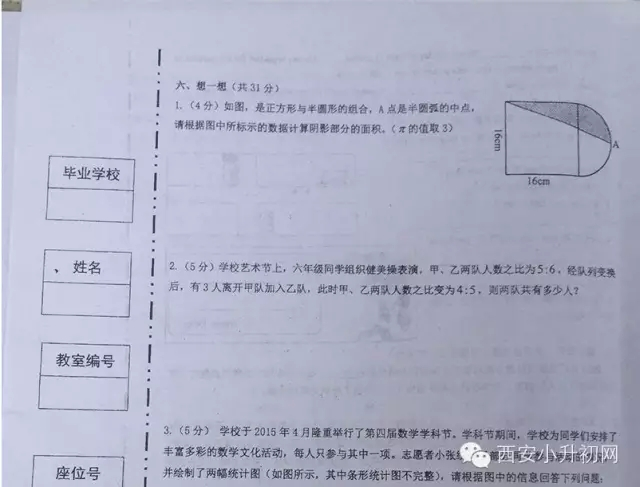 六、想一想（共31分）
1.（4分）如图，是正方形与半圆形的组合，A点是半圆弧的中点，
请根据图中所标示的数据计算阴影部分的面积。（π的值取3）
16cm
A
16cm
毕业学校
、姓名
2.（5分）学校艺术节上，六年级同学组织健美操表演，甲、乙两队人数之比为5:6，经队列变换
后，有3人离开甲队加入乙队，此时甲、乙两队人数之比变为4:5，则两队共有多少人？
教室编号
3.（5分）学校于2015年4月隆重举行了第四届数学学科节。学科节期间，学校为同学们安排了
丰富多彩的数学文化活动，每人只参与其中一项。志愿者小张
并绘制了两幅统计图（如图所示，其中条形统计图不完整），请根据图中的信息回答下列问题：
座位号
西安小升初网